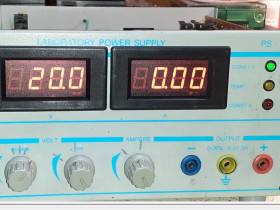 LABORATORY POWER SUPPLY PS
20.0 0.00
V A
VOLT AMPERE OUTPUT